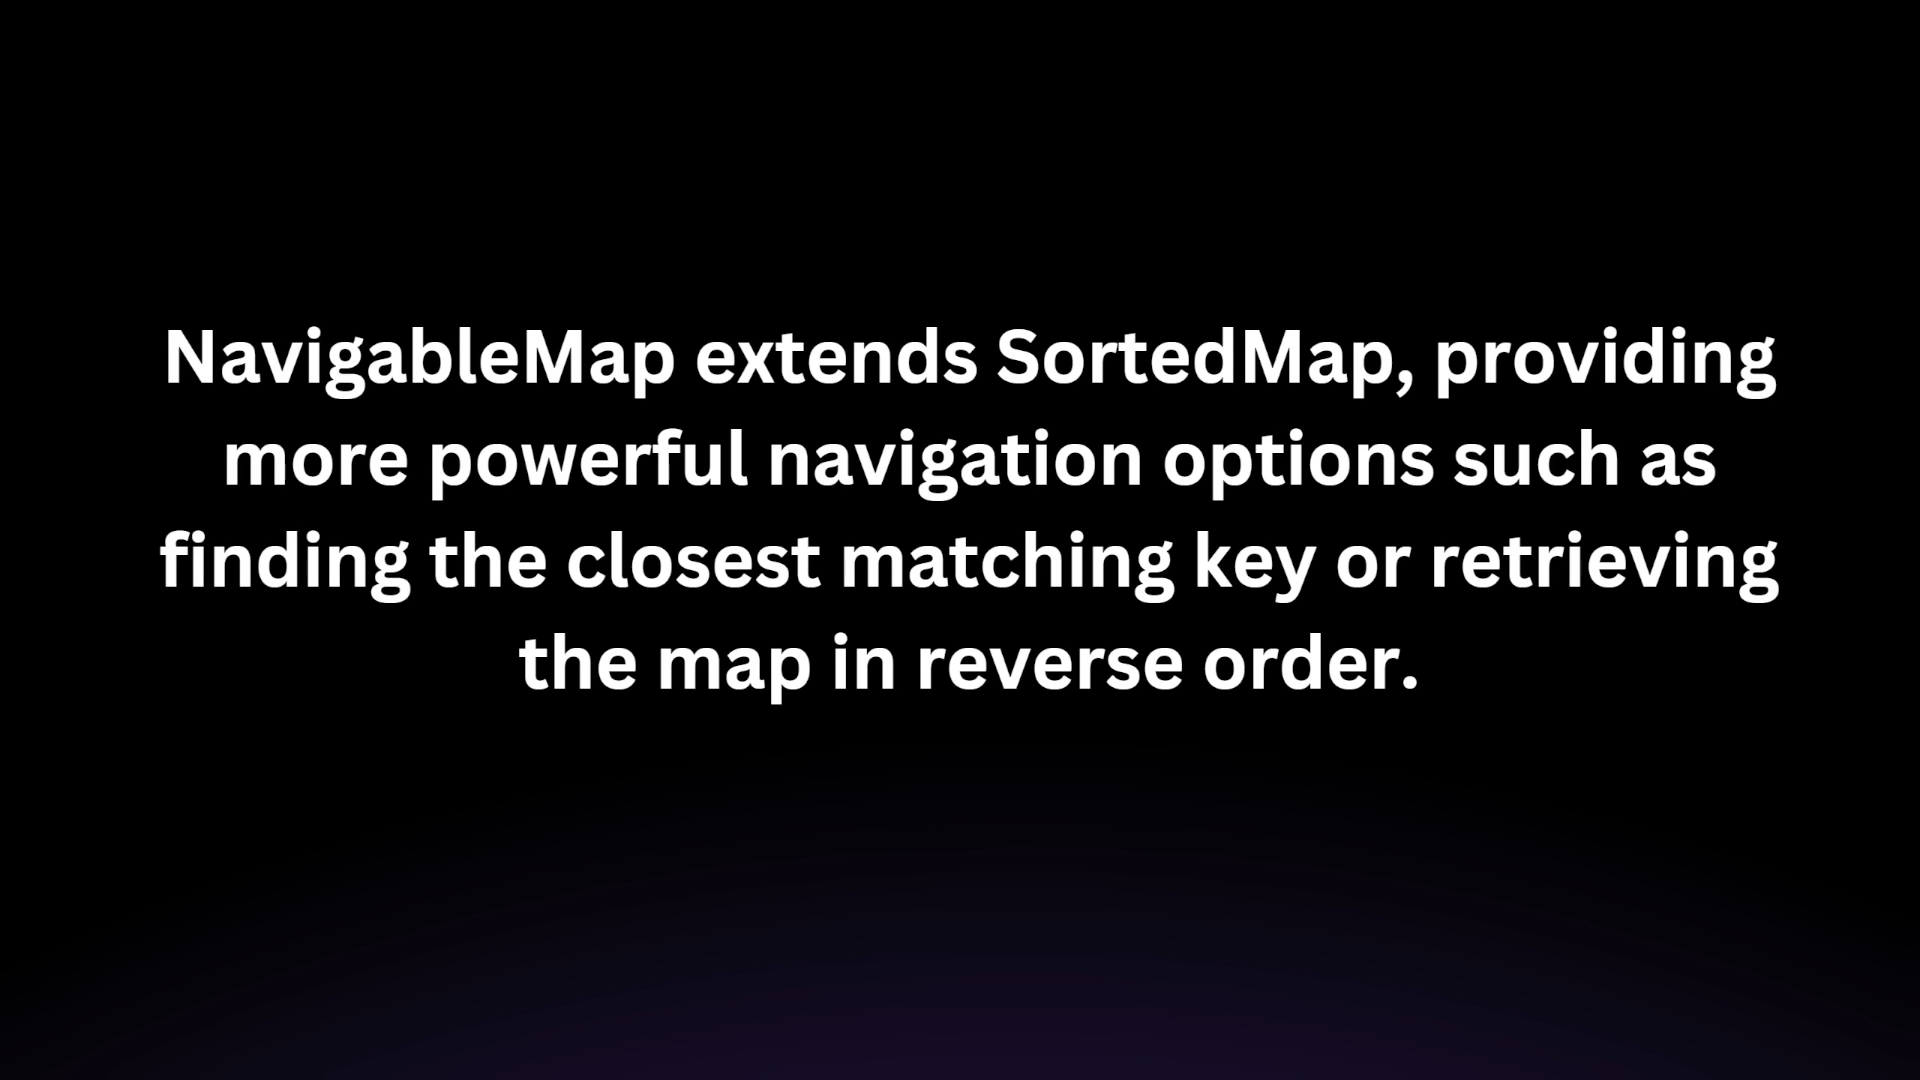 NavigableMap extends SortedMap, providing
more powerful navigation options such as
finding the closest matching key or retrieving
the map in reverse order.